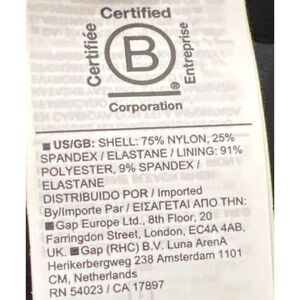 Certified
Certifiée
B
®
Entreprise
Corporation
US/GB: SHELL: 75% NYLON, 25%
SPANDEX / ELASTANE / LINING: 91%
POLYESTER, 9% SPANDEX /
ELASTANE
DISTRIBUIDO POR / Imported
By/Importe Par / ΕΙΣΑΓΕΤΑΙ ΑΠΟ ΤΗΝ:
Gap Europe Ltd., 8th Floor, 20
Farringdon Street, London, EC4A 4AB,
UK. Gap (RHC) B.V. Luna ArenA
Herikerbergweg 238 Amsterdam 1101
CM, Netherlands
RN 54023 / CA 17897